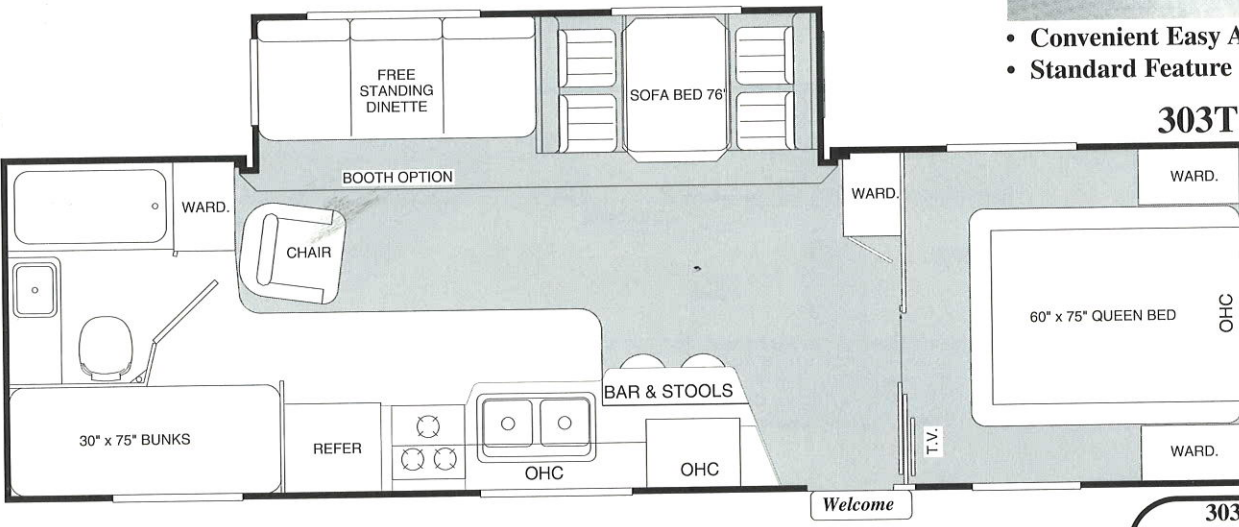 • Convenient Easy A
• Standard Feature
303T
FREE
STANDING
DINETTE
SOFA BED 76'
BOOTH OPTION
WARD.
WARD.
WARD.
CHAIR
60" x 75" QUEEN BED
OHC
BAR & STOOLS
30" x 75" BUNKS
REFER
OHC
OHC
T.V.
WARD.
Welcome
303